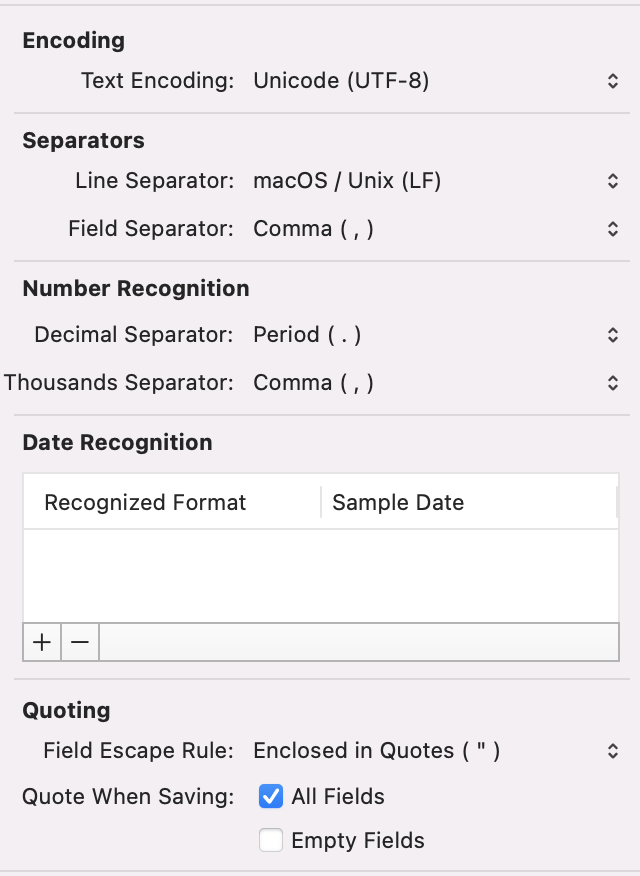 Encoding
Text Encoding: Unicode (UTF-8)
Separators
Line Separator: macOS / Unix (LF)
Field Separator: Comma ( , )
Number Recognition
Decimal Separator: Period ( . )
Thousands Separator: Comma ( , )
Date Recognition
Recognized Format Sample Date
+ −
Quoting
Field Escape Rule: Enclosed in Quotes ( " )
Quote When Saving: All Fields
Empty Fields